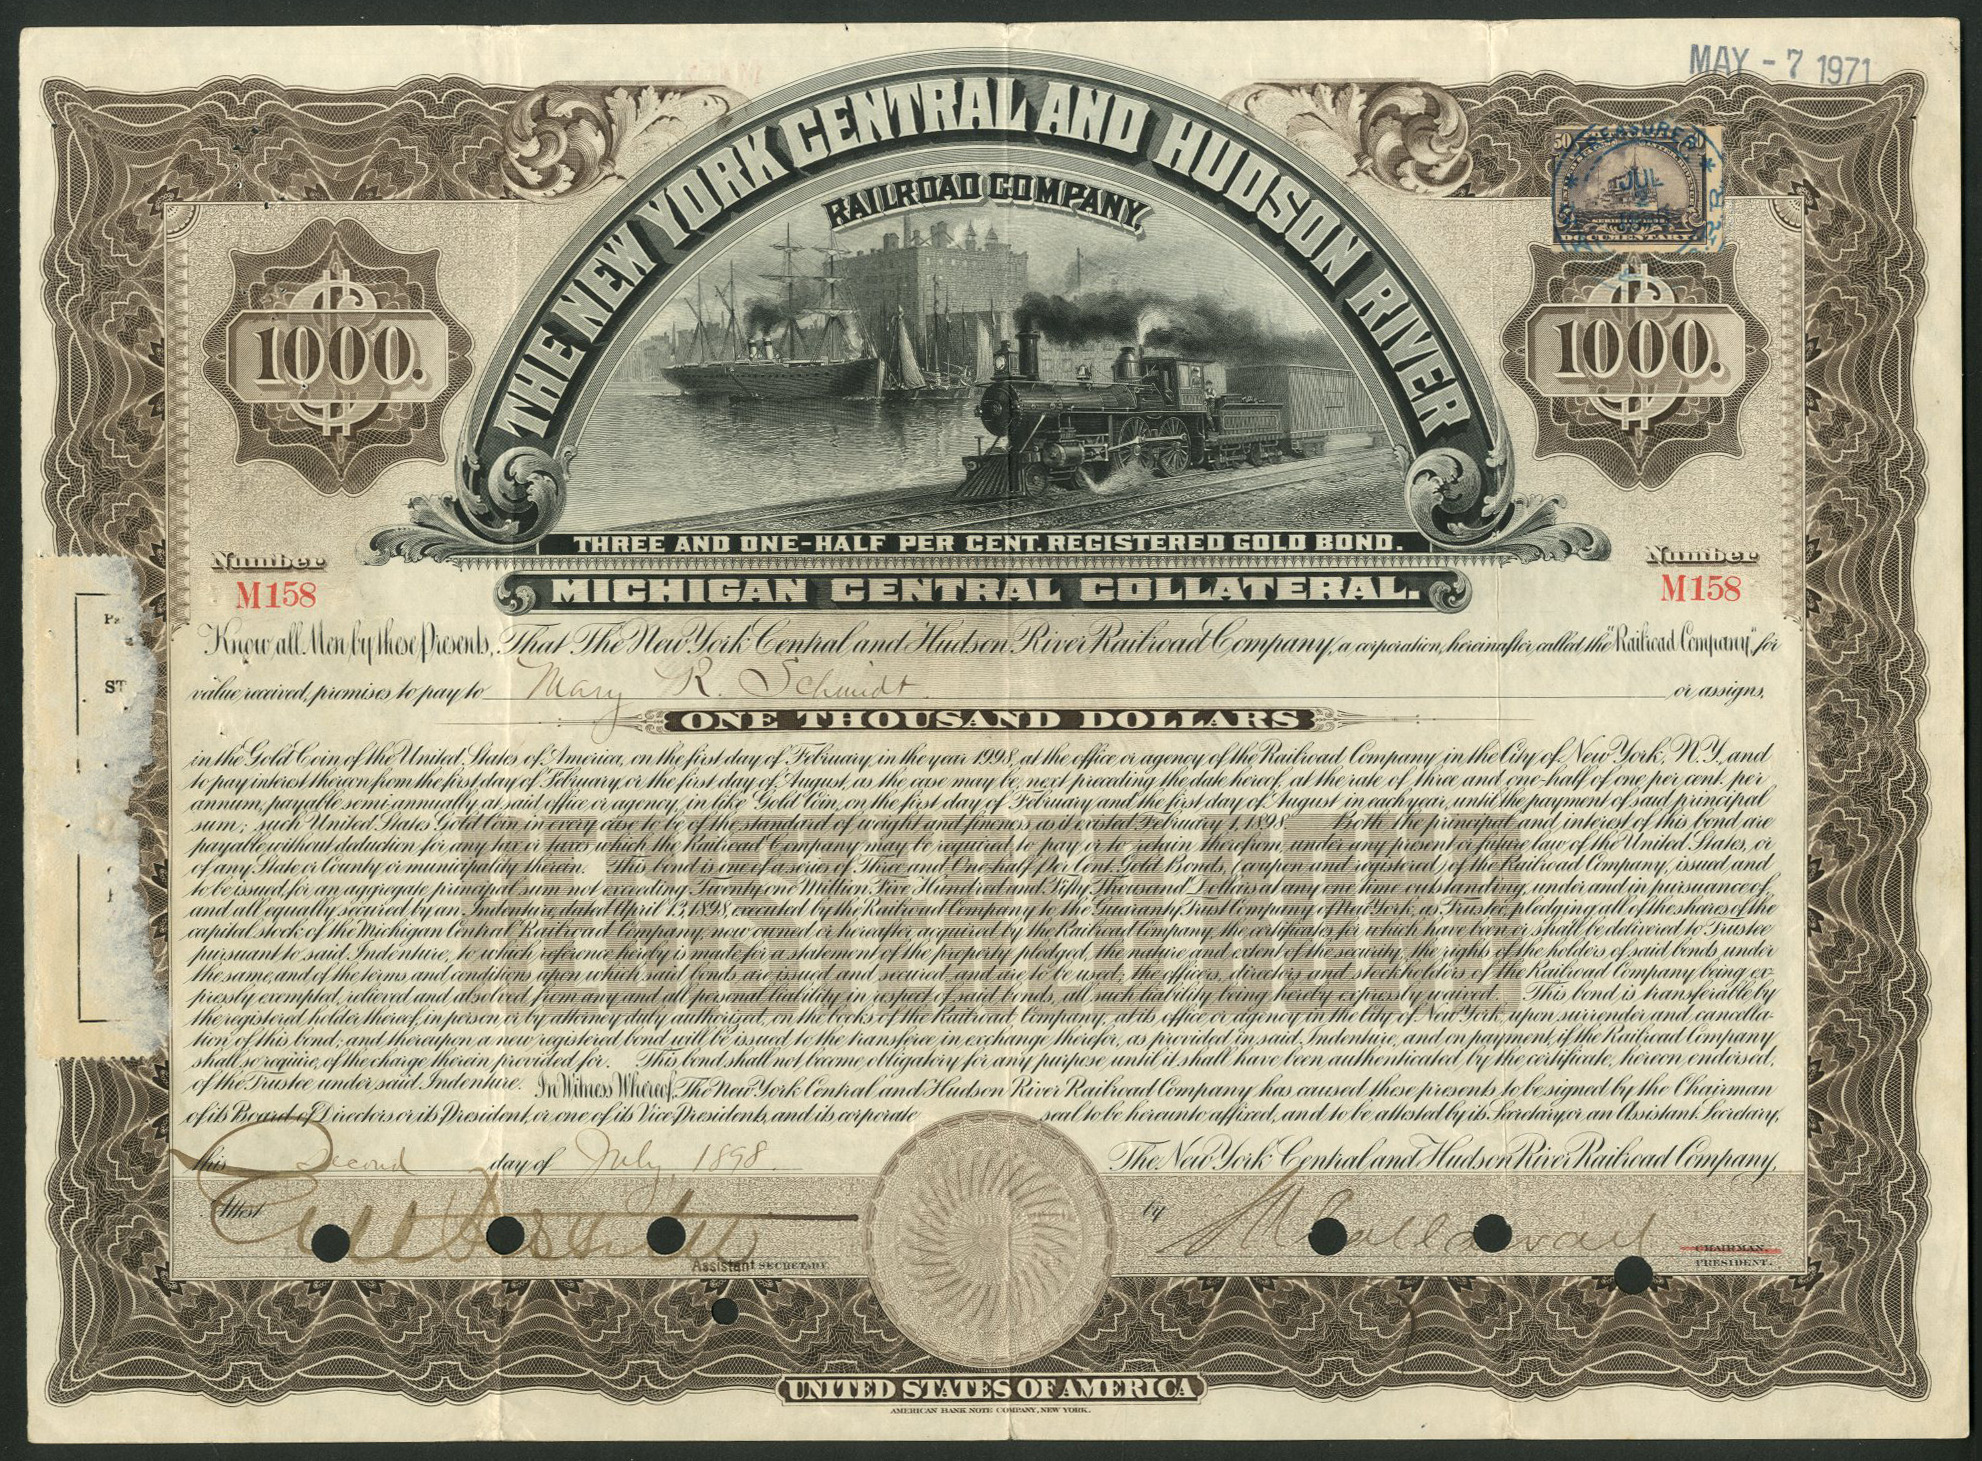 MAY - 7 1971
THE NEW YORK CENTRAL AND HUDSON RIVER
RAILROAD COMPANY,
50
TREASURER'S
JUL
2
1898
R.R.
1000.
1000.
THREE AND ONE-HALF PER CENT. REGISTERED GOLD BOND.
MICHIGAN CENTRAL COLLATERAL.
Number
M158
Number
M158
Know all Men by these Presents, That The New York Central and Hudson River Railroad Company, a corporation, hereinafter called the "Railroad Company", for
value received, promises to pay to Mary R. Schmidt or assigns,
ONE THOUSAND DOLLARS
in the Gold Coin of the United States of America, on the first day of February, in the year 1998, at the office or agency of the Railroad Company in the City of New York, N.Y., and
to pay interest thereon from the first day of February, or the first day of August, as the case may be, next preceding the date hereof, at the rate of three and one-half of one per cent. per
annum, payable semi-annually at said office or agency, in like Gold Coin, on the first day of February and the first day of August in each year, until the payment of said principal
sum; such United States Gold Coin in every case to be of the standard of weight and fineness as it existed February 1, 1898. Both the principal and interest of this bond are
payable without deduction for any tax or taxes which the Railroad Company may be required to pay or to retain therefrom, under any present or future law of the United States, or
of any State or County or municipality therein. This bond is one of a series of Three and One-half Per Cent. Gold Bonds, (coupon and registered) of the Railroad Company, issued and
to be issued, for an aggregate principal sum not exceeding Twenty one Million Five Hundred and Fifty Thousand Dollars at any one time outstanding, under and in pursuance of,
and all equally secured by an Indenture, dated April 13, 1898, executed by the Railroad Company to the Guaranty Trust Company of New York, as Trustee, pledging all of the shares of the
capital stock of the Michigan Central Railroad Company, now owned or hereafter acquired by the Railroad Company, the certificates for which have been or shall be delivered to Trustee
pursuant to said Indenture, to which reference hereby is made for a statement of the property pledged, the nature and extent of the security, the rights of the holders of said bonds, under
the same, and of the terms and conditions upon which said bonds are issued and secured, and are to be used; the officers, directors and stockholders of the Railroad Company being ex-
pressly exempted, relieved and absolved from any and all personal liability in respect of said bonds, all such liability being hereby expressly waived. This bond is transferable by
the registered holder thereof, in person or by attorney duly authorized, on the books of the Railroad Company, at its office or agency in the City of New York, upon surrender and cancella-
tion of this bond; and thereupon a new registered bond will be issued to the transferee in exchange therefor, as provided in said Indenture, and on payment, if the Railroad Company
shall so require, of the charge therein provided for. This bond shall not become obligatory for any purpose until it shall have been authenticated by the certificate, hereon endorsed,
of the Trustee under said Indenture. In Witness Whereof, The New York Central and Hudson River Railroad Company has caused these presents to be signed by the Chairman
of its Board of Directors or its President, or one of its Vice Presidents, and its corporate seal to be hereunto affixed, and to be attested by its Secretary, or an Assistant Secretary,
this Second day of July, 1898.
The New York Central and Hudson River Railroad Company,
Attest
Assistant SECRETARY.
by S R Callaway
CHAIRMAN.
PRESIDENT.
UNITED STATES OF AMERICA
AMERICAN BANK NOTE COMPANY, NEW YORK.